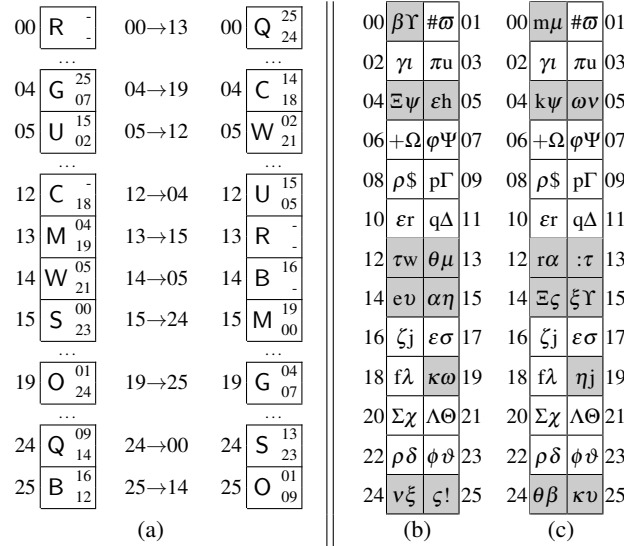 00 R - - 00→13 00 Q 25 24
...
04 G 25 07 04→19 04 C 14 18
05 U 15 02 05→12 05 W 02 21
...
12 C - 18 12→04 12 U 15 05
13 M 04 19 13→15 13 R - -
14 W 05 21 14→05 14 B 16 -
15 S 00 23 15→24 15 M 19 00
...
19 O 01 24 19→25 19 G 04 07
...
24 Q 09 14 24→00 24 S 13 23
25 B 16 12 25→14 25 O 01 09
(a)
00 βΥ #ϖ 01
02 γι πu 03
04 Ξψ εh 05
06 +Ω φΨ 07
08 ρ$ pΓ 09
10 εr qΔ 11
12 τw θμ 13
14 eυ αη 15
16 ζj εσ 17
18 fλ κω 19
20 Σχ ΛΘ 21
22 ρδ ϕϑ 23
24 νξ ς! 25
(b)
00 mμ #ϖ 01
02 γι πu 03
04 kψ ων 05
06 +Ω φΨ 07
08 ρ$ pΓ 09
10 εr qΔ 11
12 rα :τ 13
14 Ξς ξΥ 15
16 ζj εσ 17
18 fλ ηj 19
20 Σχ ΛΘ 21
22 ρδ ϕϑ 23
24 θβ κυ 25
(c)